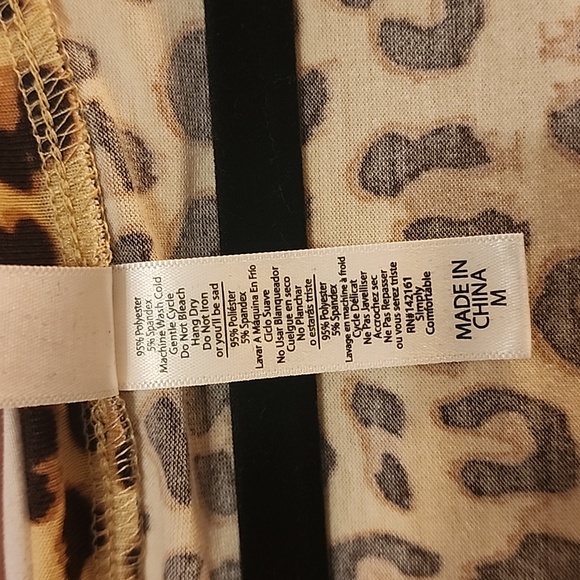 95% Polyester
5% Spandex
Machine Wash Cold
Gentle Cycle
Do Not Bleach
Hang Dry
Do Not Iron
or you'll be sad
95% Poliéster
5% Spandex
Lavar A Máquina En Frío
Ciclo Suave
No Usar Blanqueador
Cuelgue en seco
No Planchar
o estarás triste
95% Polyester
5% Spandex
Lavage en machine à froid
Cycle Délicat
Ne Pas Javelliser
Accrochez sec
Ne Pas Repasser
ou vous serez triste
RN# 442161
Simply
Comfortable
MADE IN
CHINA
M